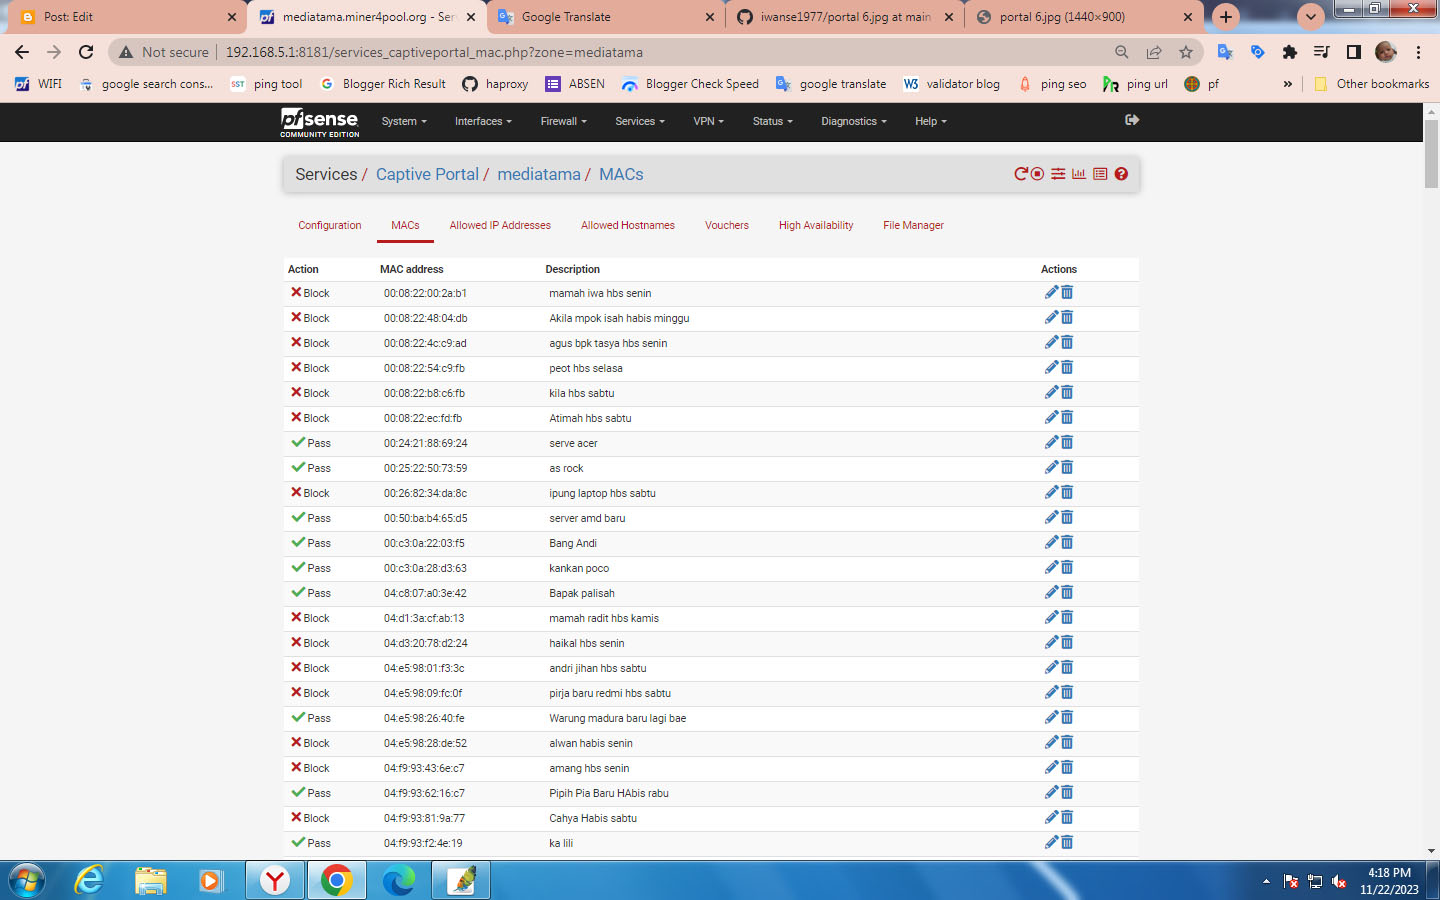 Post: Edit
mediatama.miner4pool.org - Serv
Google Translate
iwanse1977/portal 6.jpg at main
portal 6.jpg (1440×900)
Not secure 192.168.5.1:8181/services_captiveportal_mac.php?zone=mediatama
WIFI google search cons... ping tool Blogger Rich Result haproxy ABSEN Blogger Check Speed google translate validator blog ping seo ping url pf » Other bookmarks
pfsense
COMMUNITY EDITION
System Interfaces Firewall Services VPN Status Diagnostics Help
Services / Captive Portal / mediatama / MACs
Configuration MACs Allowed IP Addresses Allowed Hostnames Vouchers High Availability File Manager
Action MAC address Description Actions
Block 00:08:22:00:2a:b1 mamah iwa hbs senin
Block 00:08:22:48:04:db Akila mpok isah habis minggu
Block 00:08:22:4c:c9:ad agus bpk tasya hbs senin
Block 00:08:22:54:c9:fb peot hbs selasa
Block 00:08:22:b8:c6:fb kila hbs sabtu
Block 00:08:22:ec:fd:fb Atimah hbs sabtu
Pass 00:24:21:88:69:24 serve acer
Pass 00:25:22:50:73:59 as rock
Block 00:26:82:34:da:8c ipung laptop hbs sabtu
Pass 00:50:ba:b4:65:d5 server amd baru
Pass 00:c3:0a:22:03:f5 Bang Andi
Pass 00:c3:0a:28:d3:63 kankan poco
Pass 04:c8:07:a0:3e:42 Bapak palisah
Block 04:d1:3a:cf:ab:13 mamah radit hbs kamis
Block 04:d3:20:78:d2:24 haikal hbs senin
Block 04:e5:98:01:f3:3c andri jihan hbs sabtu
Block 04:e5:98:09:fc:0f pirja baru redmi hbs sabtu
Pass 04:e5:98:26:40:fe Warung madura baru lagi bae
Block 04:e5:98:28:de:52 alwan habis senin
Block 04:f9:93:43:6e:c7 amang hbs senin
Pass 04:f9:93:62:16:c7 Pipih Pia Baru HAbis rabu
Block 04:f9:93:81:9a:77 Cahya Habis sabtu
Pass 04:f9:93:f2:4e:19 ka lili
4:18 PM
11/22/2023